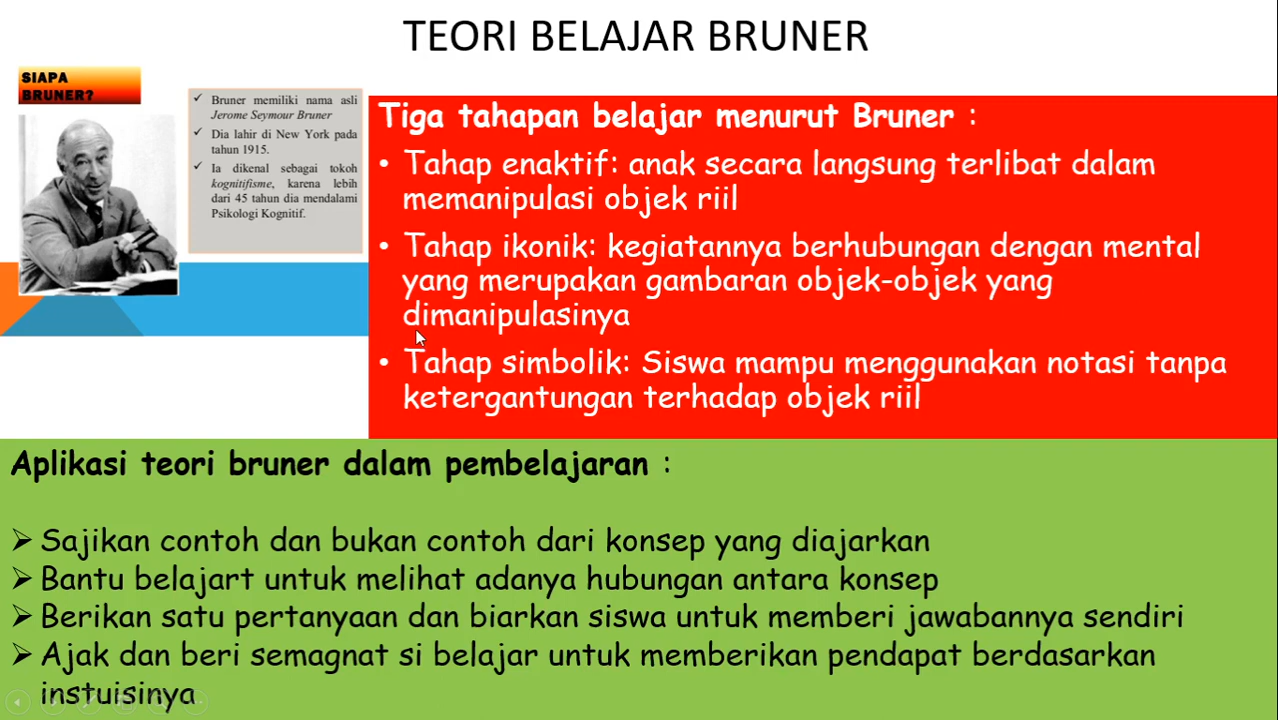 TEORI BELAJAR BRUNER
SIAPA
BRUNER?
✓ Bruner memiliki nama asli
Jerome Seymour Bruner
✓ Dia lahir di New York pada
tahun 1915.
✓ Ia dikenal sebagai tokoh
kognitifisme, karena lebih
dari 45 tahun dia mendalami
Psikologi Kognitif.
Tiga tahapan belajar menurut Bruner :
• Tahap enaktif: anak secara langsung terlibat dalam
memanipulasi objek riil
• Tahap ikonik: kegiatannya berhubungan dengan mental
yang merupakan gambaran objek-objek yang
dimanipulasinya
• Tahap simbolik: Siswa mampu menggunakan notasi tanpa
ketergantungan terhadap objek riil
Aplikasi teori bruner dalam pembelajaran :
➢ Sajikan contoh dan bukan contoh dari konsep yang diajarkan
➢ Bantu belajart untuk melihat adanya hubungan antara konsep
➢ Berikan satu pertanyaan dan biarkan siswa untuk memberi jawabannya sendiri
➢ Ajak dan beri semagnat si belajar untuk memberikan pendapat berdasarkan
instuisinya